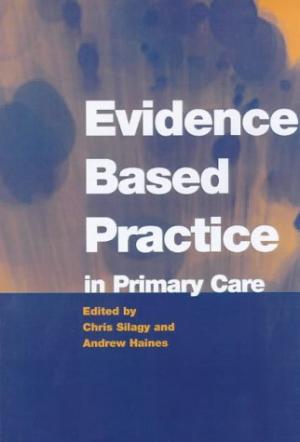 Evidence
Based
Practice
in Primary Care
Edited by
Chris Silagy and
Andrew Haines